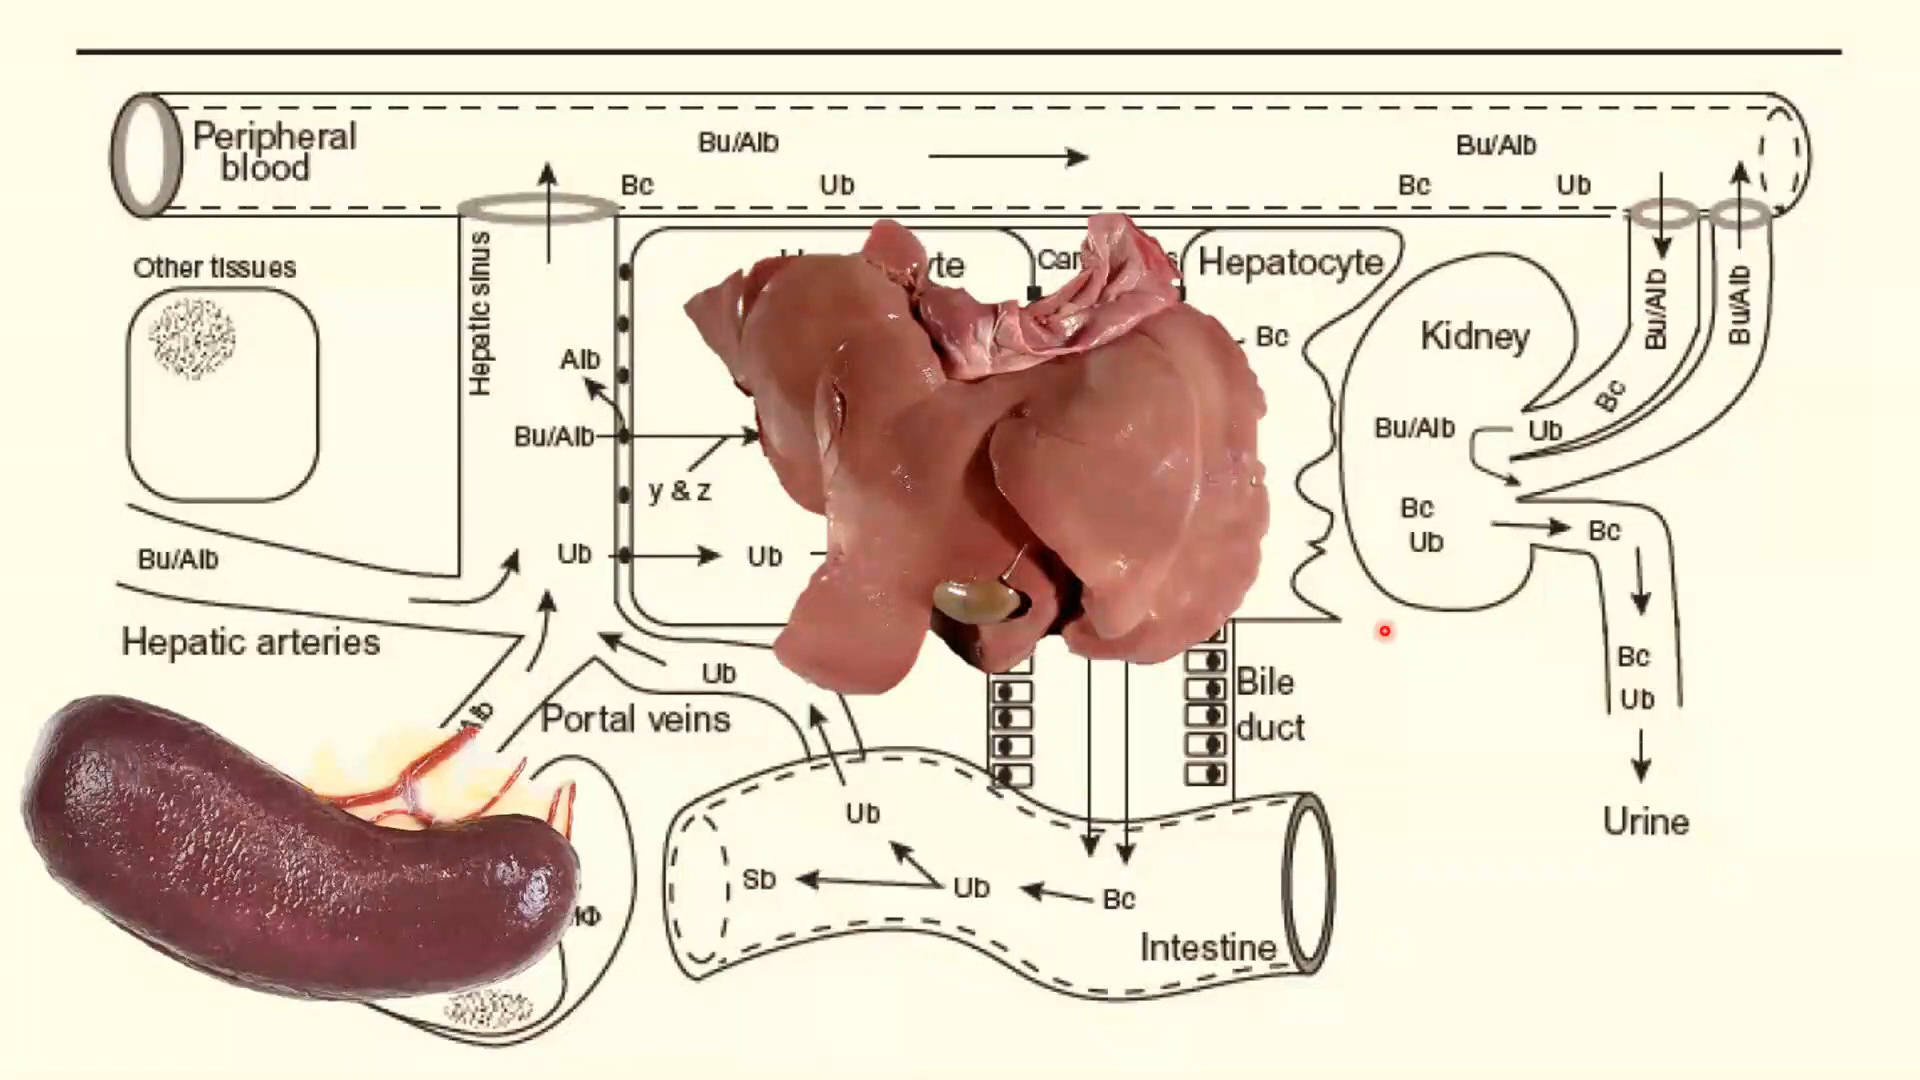 Peripheral
blood
Bu/Alb
Bu/Alb
Bc
Ub
Bc
Ub
Other tissues
Hepatic sinus
Hepatocyte
Bc
Kidney
Bu/Alb
Bu/Alb
Alb
Bu/Alb
y & z
Bc
Bu/Alb
Ub
Bc
Ub
Bc
Bu/Alb
Ub
Ub
Hepatic arteries
Ub
Portal veins
Bile
duct
Bc
Ub
Ub
Urine
Sb
Ub
Bc
Intestine